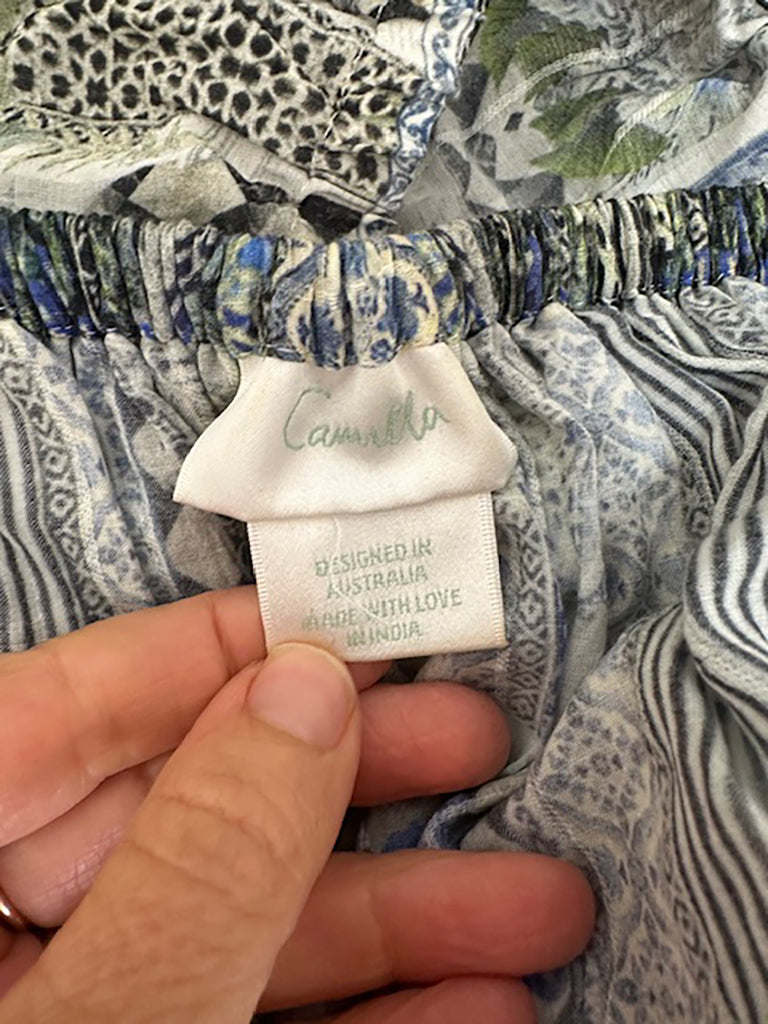 Camilla
DESIGNED IN
AUSTRALIA
MADE WITH LOVE
IN INDIA